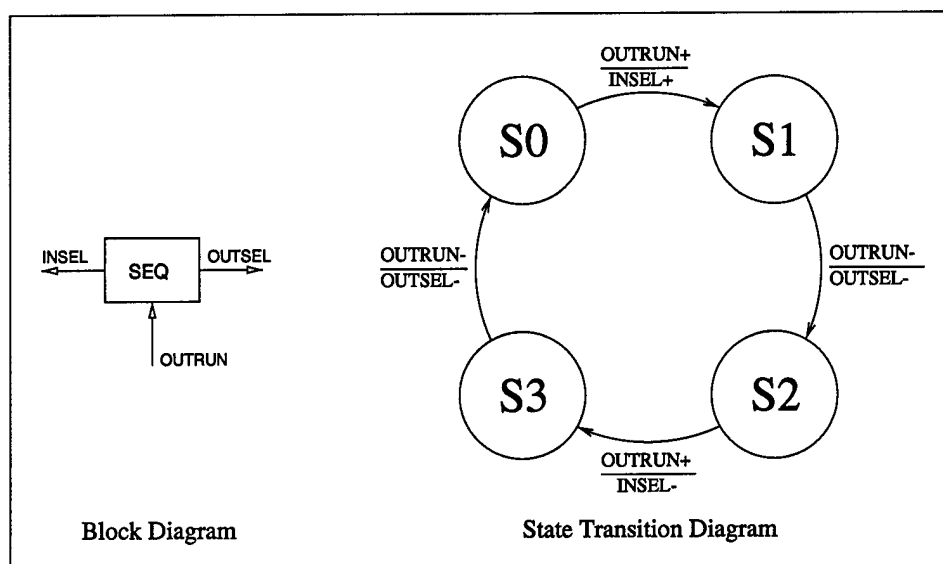 OUTRUN+
INSEL+
S0
S1
INSEL
OUTSEL
SEQ
OUTRUN
OUTRUN-
OUTSEL-
OUTRUN-
OUTSEL-
S3
S2
OUTRUN+
INSEL-
Block Diagram
State Transition Diagram